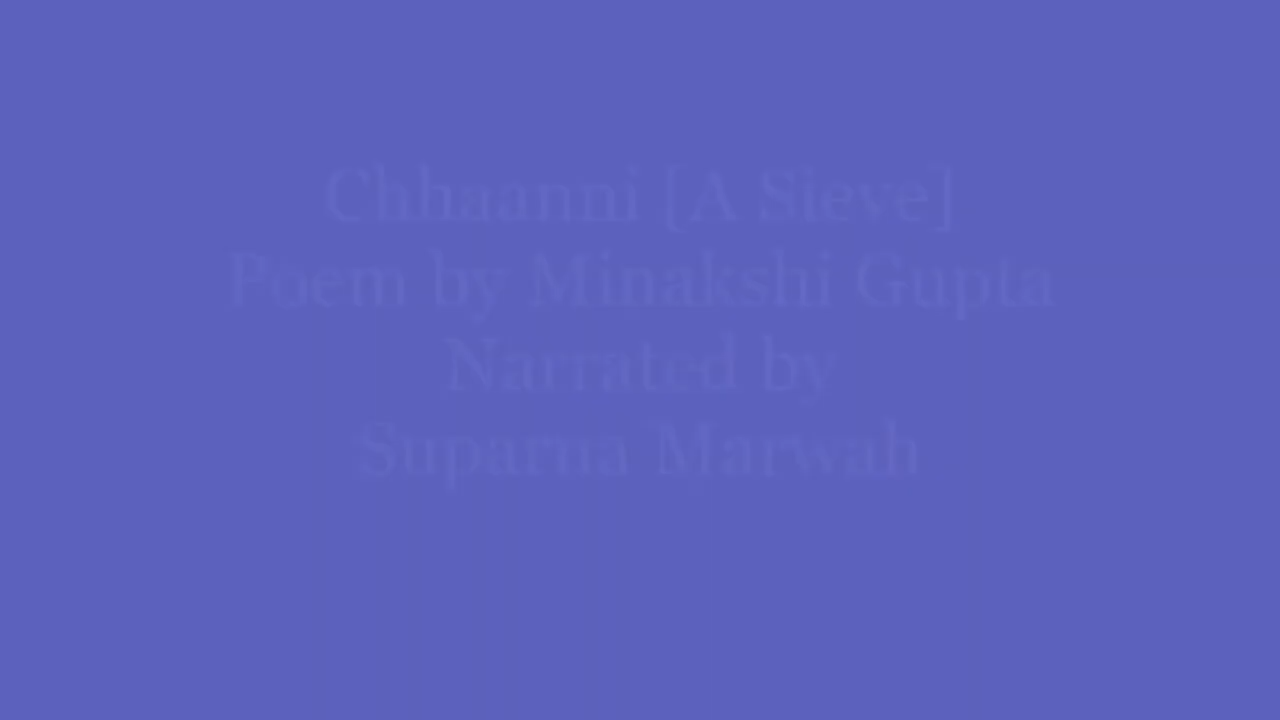 Chhaanni [A Sieve]
Poem by Minakshi Gupta
Narrated by
Suparna Marwah